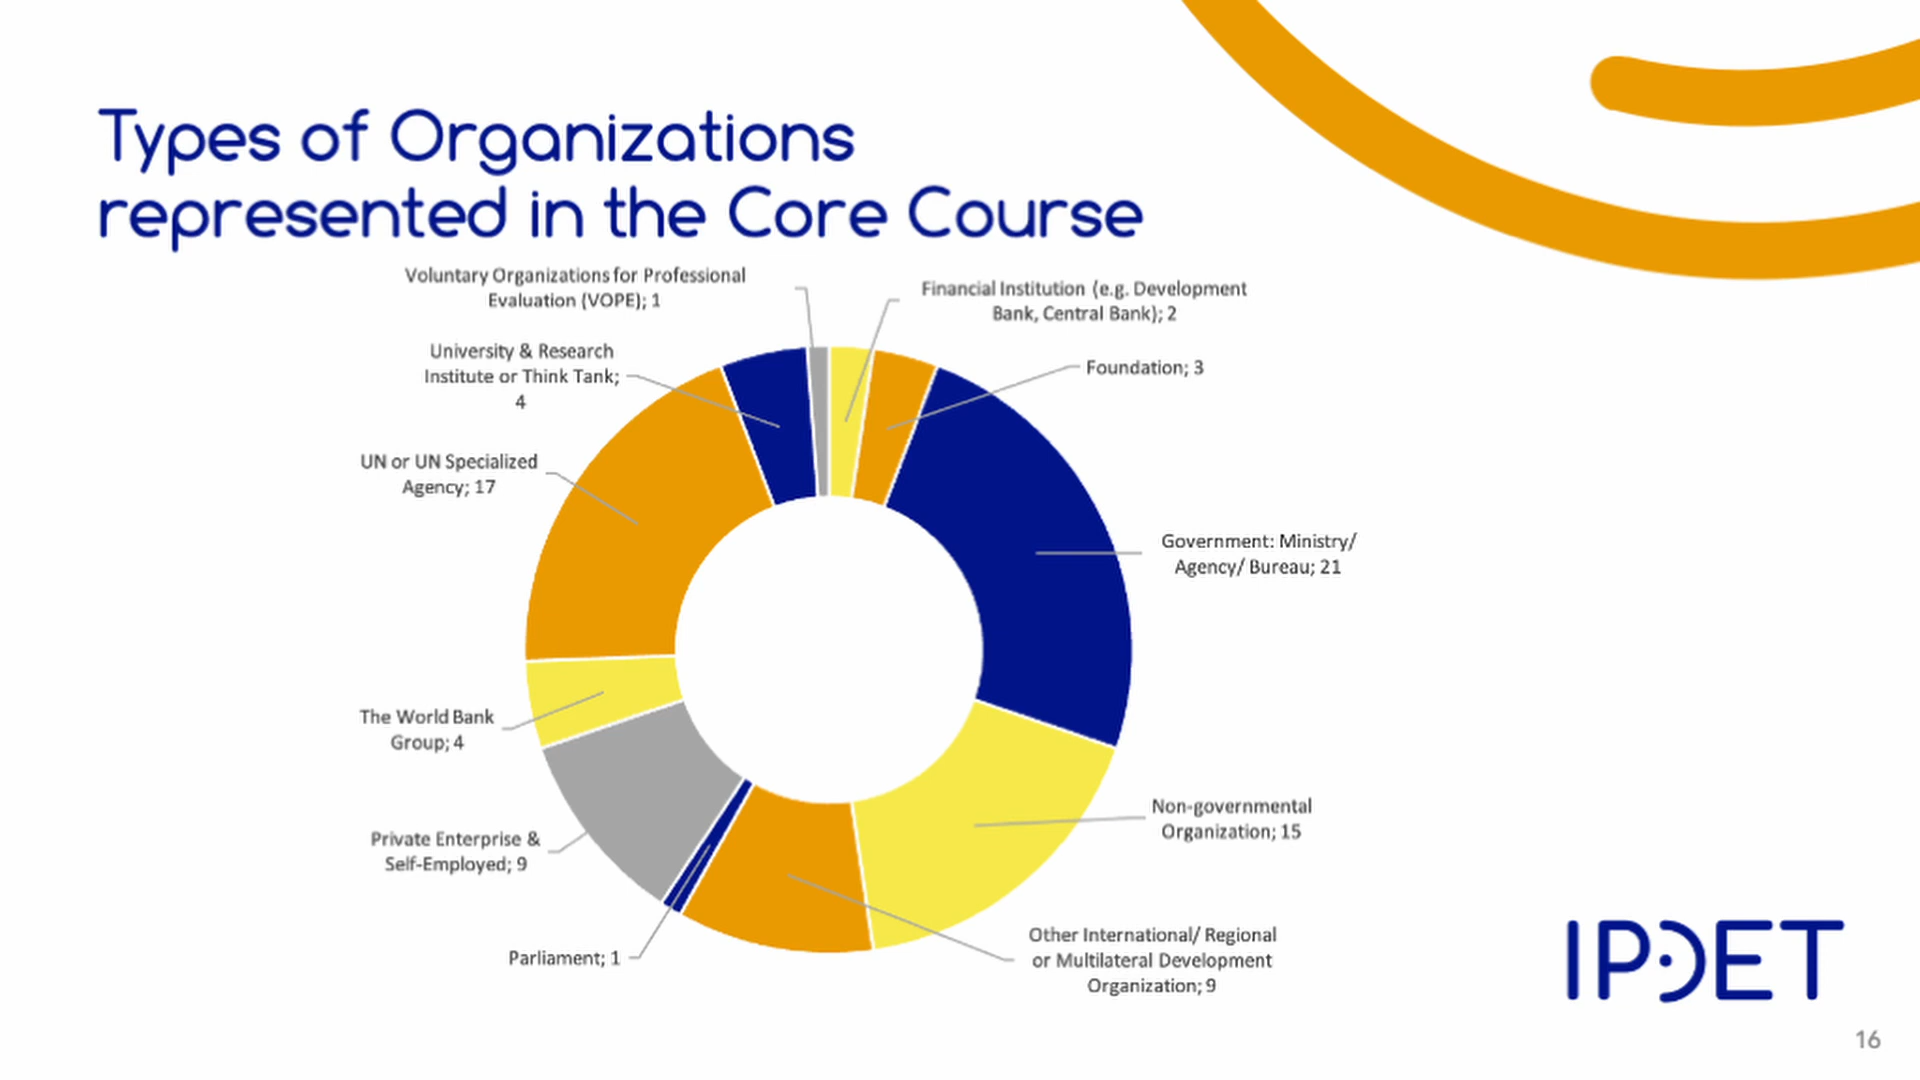 Types of Organizations
represented in the Core Course
Voluntary Organizations for Professional
Evaluation (VOPE); 1
Financial Institution (e.g. Development
Bank, Central Bank); 2
University & Research
Institute or Think Tank;
4
Foundation; 3
UN or UN Specialized
Agency; 17
Government: Ministry/
Agency/ Bureau; 21
The World Bank
Group; 4
Non-governmental
Organization; 15
Private Enterprise &
Self-Employed; 9
Parliament; 1
Other International/ Regional
or Multilateral Development
Organization; 9
IPDET
16